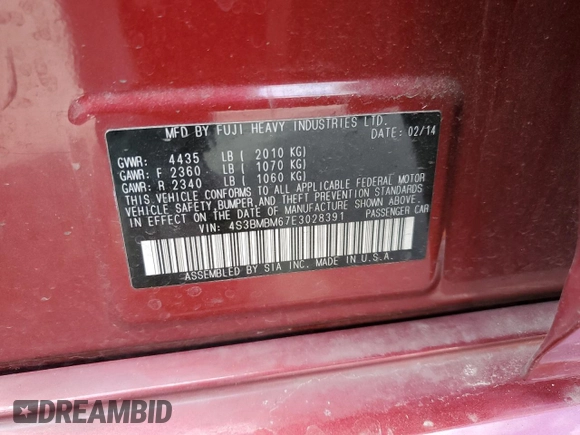 MFD BY FUJI HEAVY INDUSTRIES LTD.
DATE: 02/14
GVWR: 4435 LB ( 2010 KG)
GAWR: F 2360 LB ( 1070 KG)
GAWR: R 2340 LB ( 1060 KG)
THIS VEHICLE CONFORMS TO ALL APPLICABLE FEDERAL MOTOR
VEHICLE SAFETY,BUMPER,AND THEFT PREVENTION STANDARDS
IN EFFECT ON THE DATE OF MANUFACTURE SHOWN ABOVE.
VIN: 4S3BMBM67E3028391 PASSENGER CAR
ASSEMBLED BY SIA INC. MADE IN U.S.A.
DREAMBID